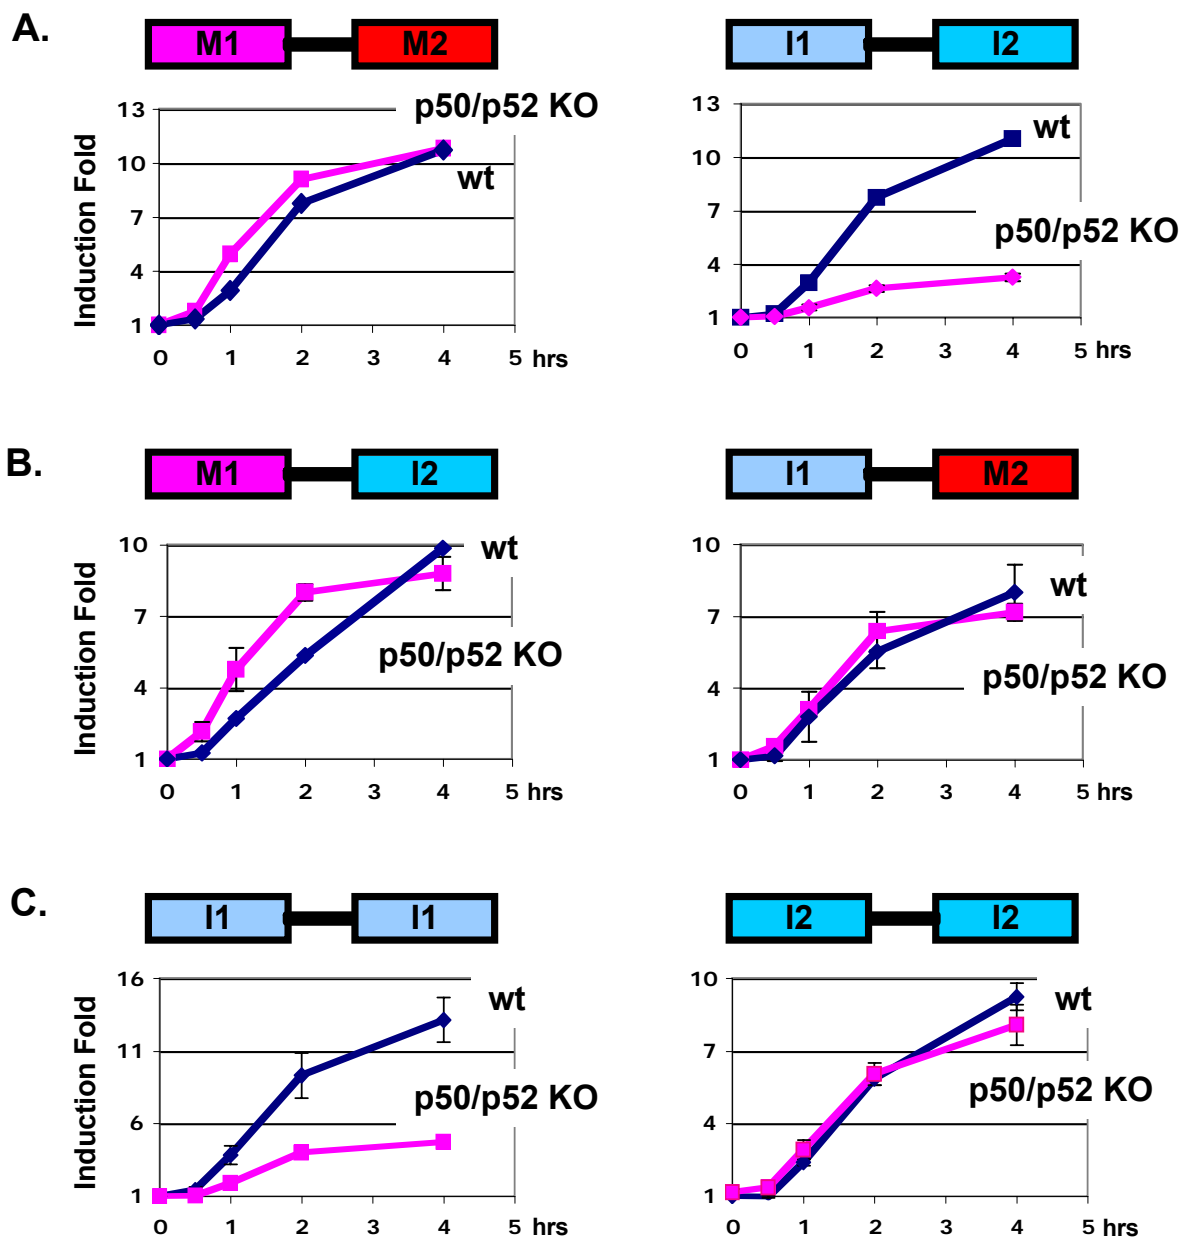 A.
M1 M2
I1 I2
Induction Fold
13
10
7
4
1
0 1 2 3 4 5 hrs
p50/p52 KO
wt
13
10
7
4
1
0 1 2 3 4 5 hrs
wt
p50/p52 KO
B.
M1 I2
I1 M2
Induction Fold
10
7
4
1
0 1 2 3 4 5 hrs
wt
p50/p52 KO
10
7
4
1
0 1 2 3 4 5 hrs
wt
p50/p52 KO
C.
I1 I1
I2 I2
Induction Fold
16
11
6
1
0 1 2 3 4 5 hrs
wt
p50/p52 KO
10
7
4
1
0 1 2 3 4 5 hrs
wt
p50/p52 KO